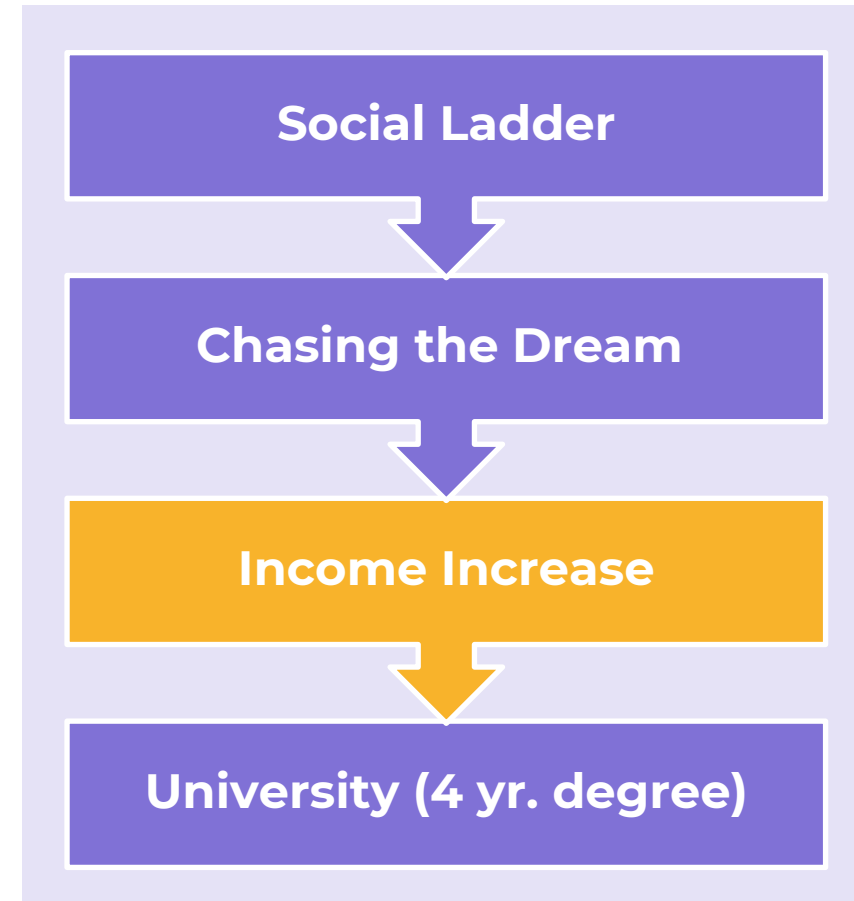 Social Ladder
Chasing the Dream
Income Increase
University (4 yr. degree)